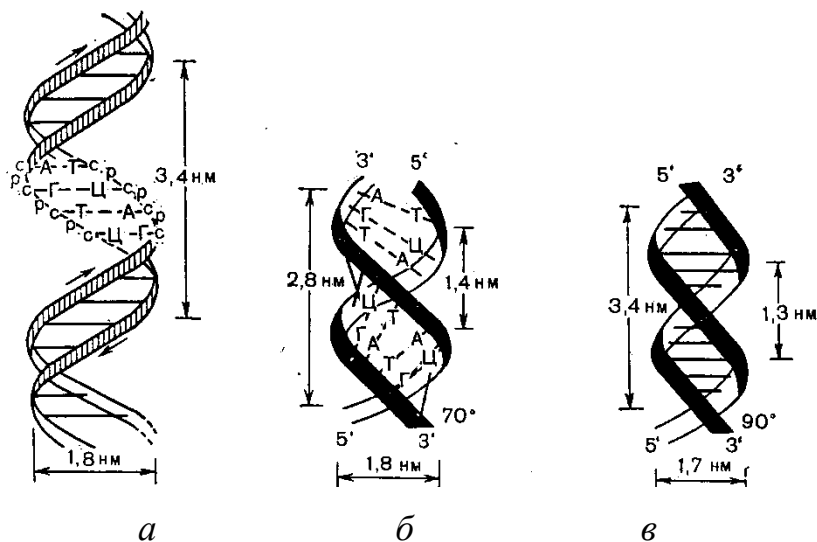 с А Т с р
р с Г Ц р с
р с Т А с р
р с Ц Г с
3,4 нм
1,8 нм
3' 5'
А Т
Г Ц
Т А
2,8 нм
1,4 нм
Ц Т
Г А А Ц
Т Г
70°
5' 3'
1,8 нм
5' 3'
3,4 нм
1,3 нм
90°
5' 3'
1,7 нм
а б в